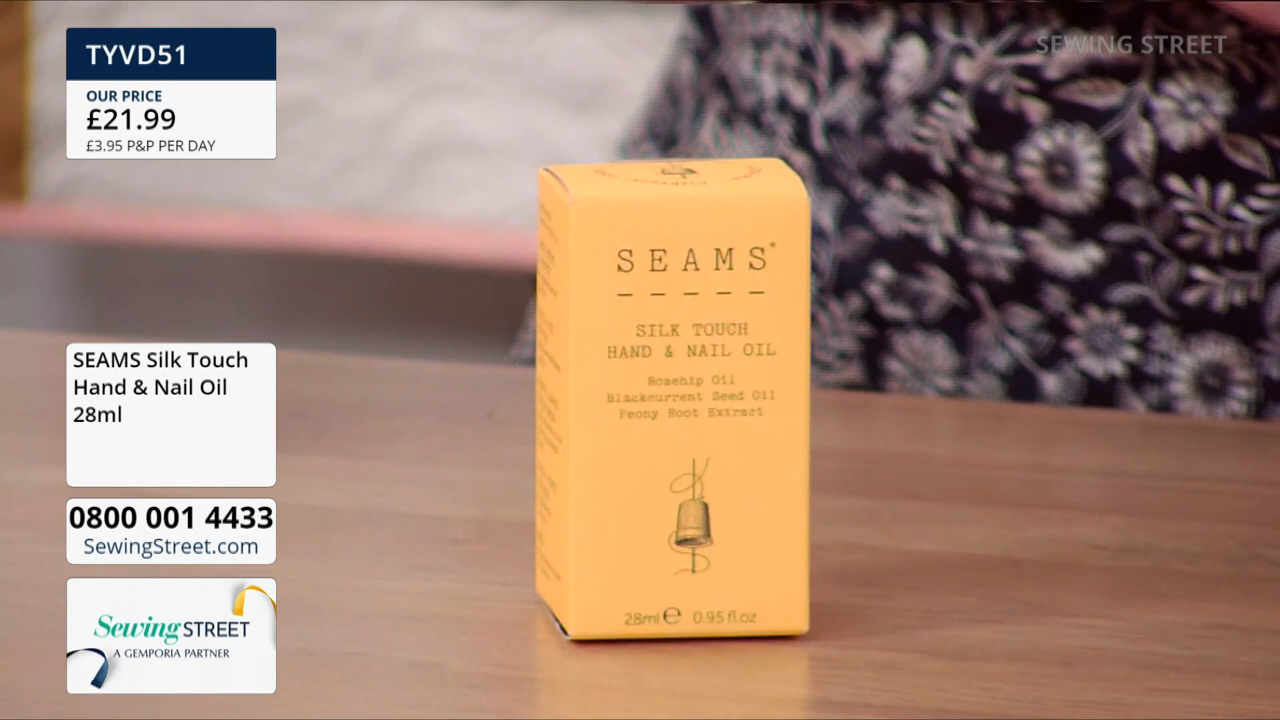 TYVD51
OUR PRICE
£21.99
£3.95 P&P PER DAY
SEWING STREET
SEAMS Silk Touch
Hand & Nail Oil
28ml
0800 001 4433
SewingStreet.com
Sewing STREET
A GEMPORIA PARTNER
SEAMS®
SILK TOUCH
HAND & NAIL OIL
Rosehip Oil
Blackcurrent Seed Oil
Peony Root Extract
28ml ℮ 0.95 fl.oz